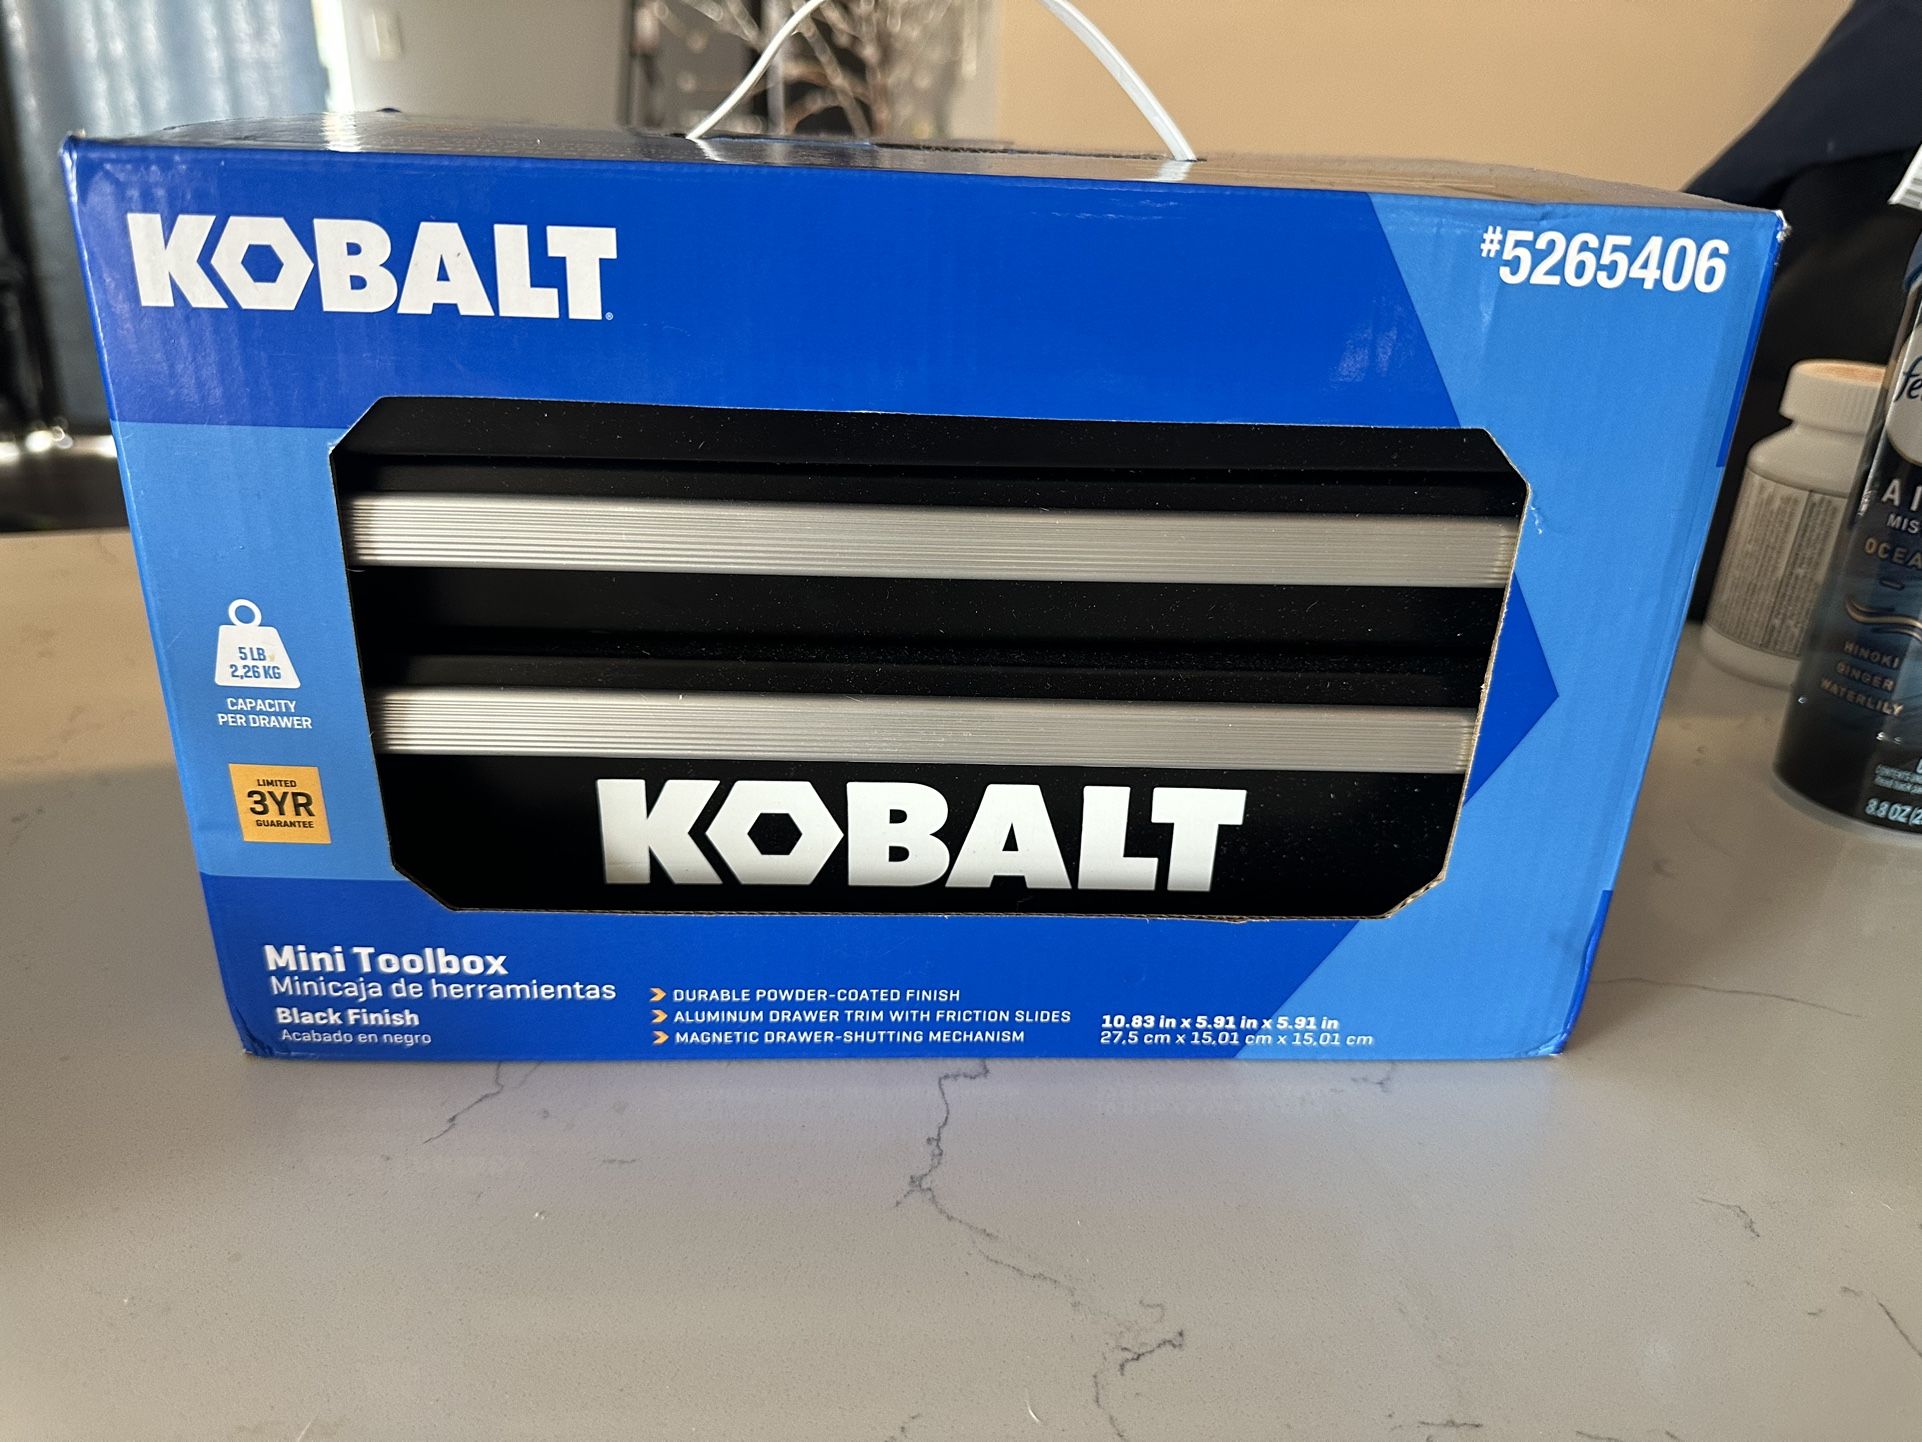 KOBALT®
#5265406
5 LB
2,26 KG
CAPACITY
PER DRAWER
LIMITED
3YR
GUARANTEE
KOBALT
Mini Toolbox
Minicaja de herramientas
Black Finish
Acabado en negro
DURABLE POWDER-COATED FINISH
ALUMINUM DRAWER TRIM WITH FRICTION SLIDES
MAGNETIC DRAWER-SHUTTING MECHANISM
10.83 in x 5.91 in x 5.91 in
27,5 cm x 15,01 cm x 15,01 cm
HINOKI
GINGER
WATERLILY
8.8 OZ